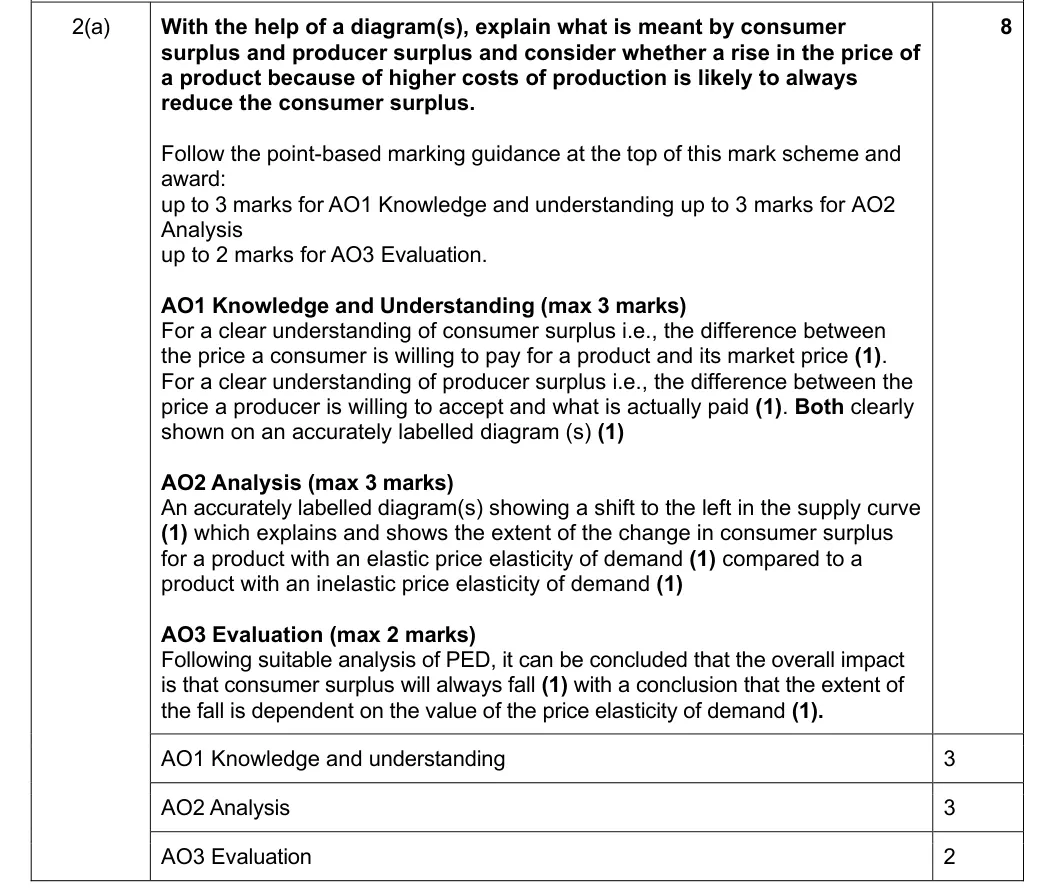 2(a)
With the help of a diagram(s), explain what is meant by consumer
surplus and producer surplus and consider whether a rise in the price of
a product because of higher costs of production is likely to always
reduce the consumer surplus.
8
Follow the point-based marking guidance at the top of this mark scheme and
award:
up to 3 marks for AO1 Knowledge and understanding up to 3 marks for AO2
Analysis
up to 2 marks for AO3 Evaluation.
AO1 Knowledge and Understanding (max 3 marks)
For a clear understanding of consumer surplus i.e., the difference between
the price a consumer is willing to pay for a product and its market price (1).
For a clear understanding of producer surplus i.e., the difference between the
price a producer is willing to accept and what is actually paid (1). Both clearly
shown on an accurately labelled diagram (s) (1)
AO2 Analysis (max 3 marks)
An accurately labelled diagram(s) showing a shift to the left in the supply curve
(1) which explains and shows the extent of the change in consumer surplus
for a product with an elastic price elasticity of demand (1) compared to a
product with an inelastic price elasticity of demand (1)
AO3 Evaluation (max 2 marks)
Following suitable analysis of PED, it can be concluded that the overall impact
is that consumer surplus will always fall (1) with a conclusion that the extent of
the fall is dependent on the value of the price elasticity of demand (1).
AO1 Knowledge and understanding 3
AO2 Analysis 3
AO3 Evaluation 2